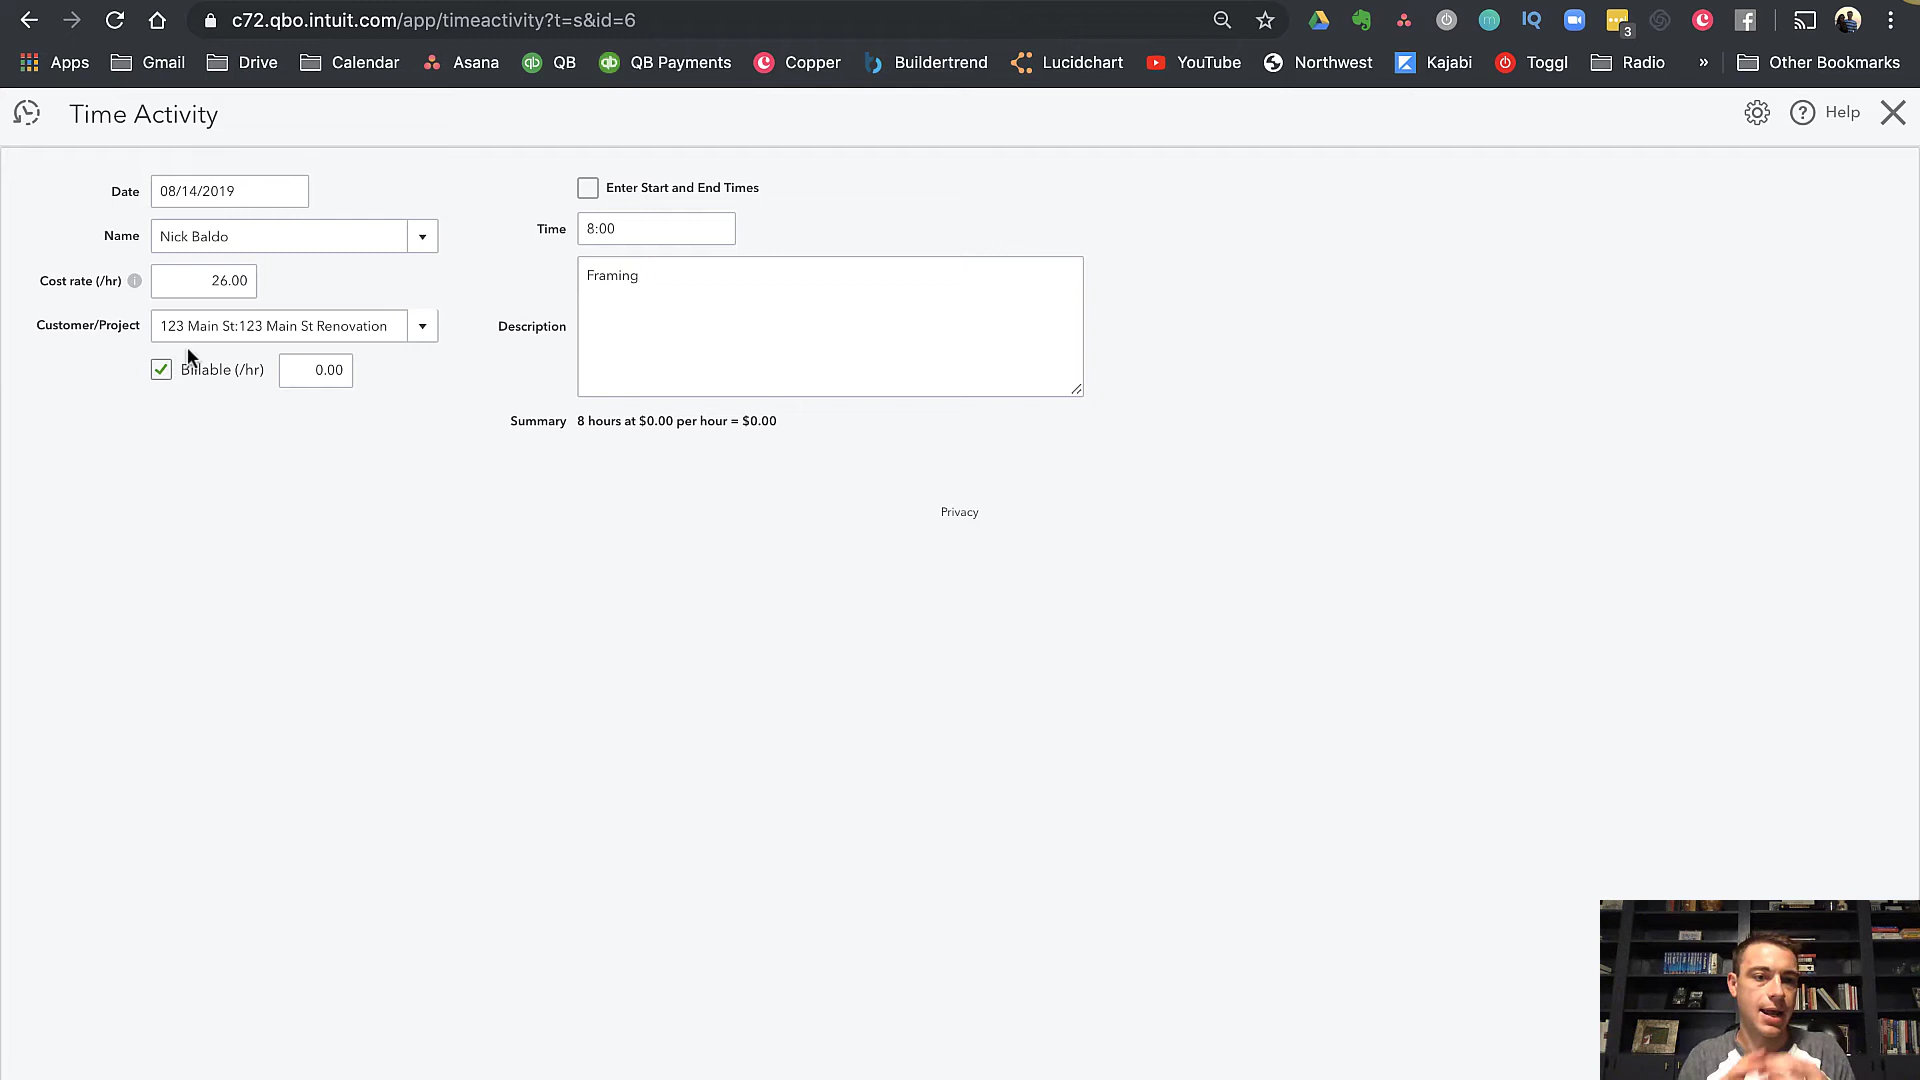 c72.qbo.intuit.com/app/timeactivity?t=s&id=6
3
Apps Gmail Drive Calendar Asana QB QB Payments Copper Buildertrend Lucidchart YouTube Northwest Kajabi Toggl Radio » Other Bookmarks
Time Activity
Help
Date 08/14/2019
Enter Start and End Times
Name Nick Baldo
Time 8:00
Cost rate (/hr) 26.00
Framing
Customer/Project 123 Main St:123 Main St Renovation
Description
Billable (/hr) 0.00
Summary 8 hours at $0.00 per hour = $0.00
Privacy